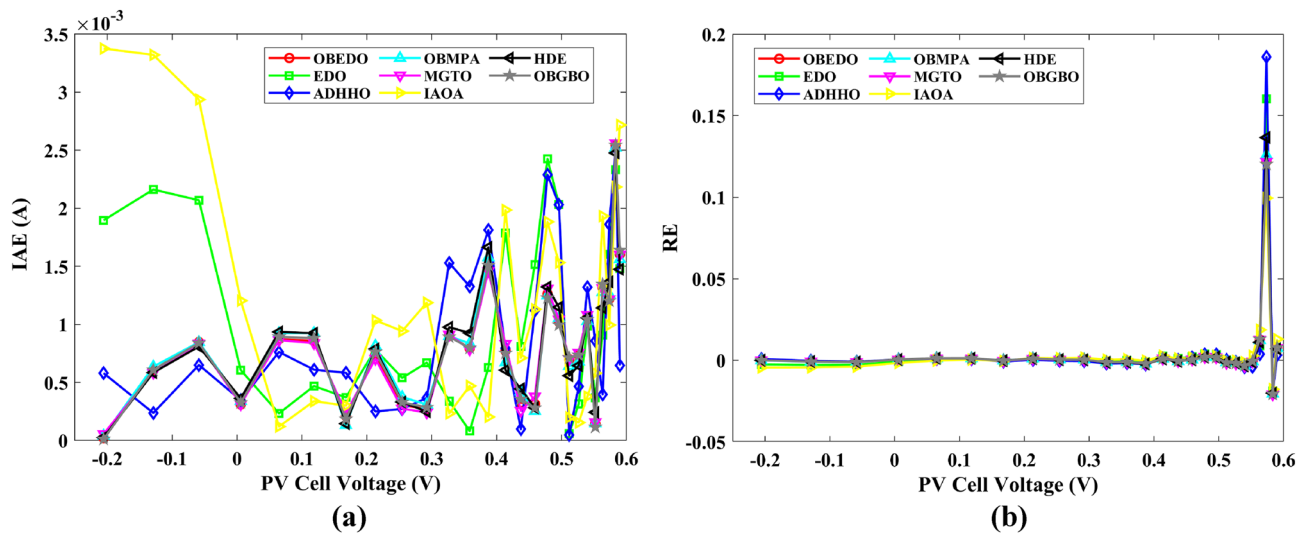 ×10⁻³
3.5
3
2.5
2
1.5
1
0.5
0
IAE (A)
OBEDO OBMPA HDE
EDO MGTO OBGBO
ADHHO IAOA
-0.2 -0.1 0 0.1 0.2 0.3 0.4 0.5 0.6
PV Cell Voltage (V)
(a)
0.2
0.15
0.1
0.05
0
-0.05
RE
OBEDO OBMPA HDE
EDO MGTO OBGBO
ADHHO IAOA
-0.2 -0.1 0 0.1 0.2 0.3 0.4 0.5 0.6
PV Cell Voltage (V)
(b)